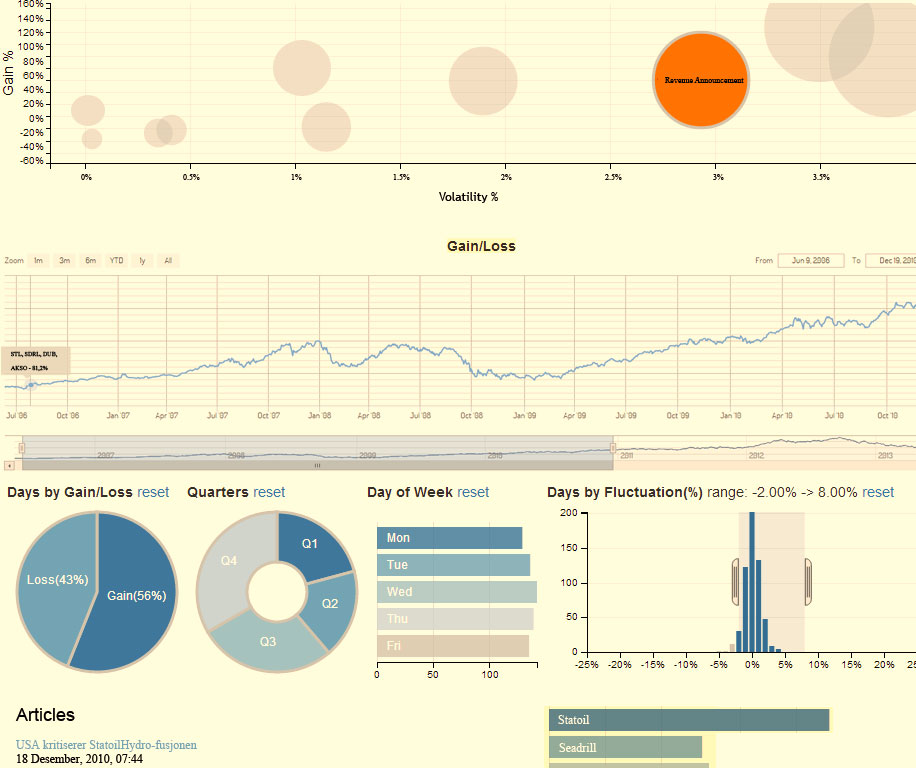 160%
140%
120%
100%
80%
60%
40%
20%
0%
-20%
-40%
-60%
Gain %
Revenue Announcement
0% 0.5% 1% 1.5% 2% 2.5% 3% 3.5%
Volatility %
Gain/Loss
Zoom 1m 3m 6m YTD 1y All
From Jun 9, 2006 To Dec 19, 2010
STL, SDRL, DUB,
AKSO - 81,2%
Jul '06 Oct '06 Jan '07 Apr '07 Jul '07 Oct '07 Jan '08 Apr '08 Jul '08 Oct '08 Jan '09 Apr '09 Jul '09 Oct '09 Jan '10 Apr '10 Jul '10 Oct '10
2007 2008 2009 2010 2011 2012 2013
Days by Gain/Loss reset
Loss(43%)
Gain(56%)
Quarters reset
Q1
Q2
Q3
Q4
Day of Week reset
Mon
Tue
Wed
Thu
Fri
0 50 100
Days by Fluctuation(%) range: -2.00% -> 8.00% reset
200
150
100
50
0
-25% -20% -15% -10% -5% 0% 5% 10% 15% 20% 25
Articles
USA kritiserer StatoilHydro-fusjonen
18 Desember, 2010, 07:44
Statoil
Seadrill